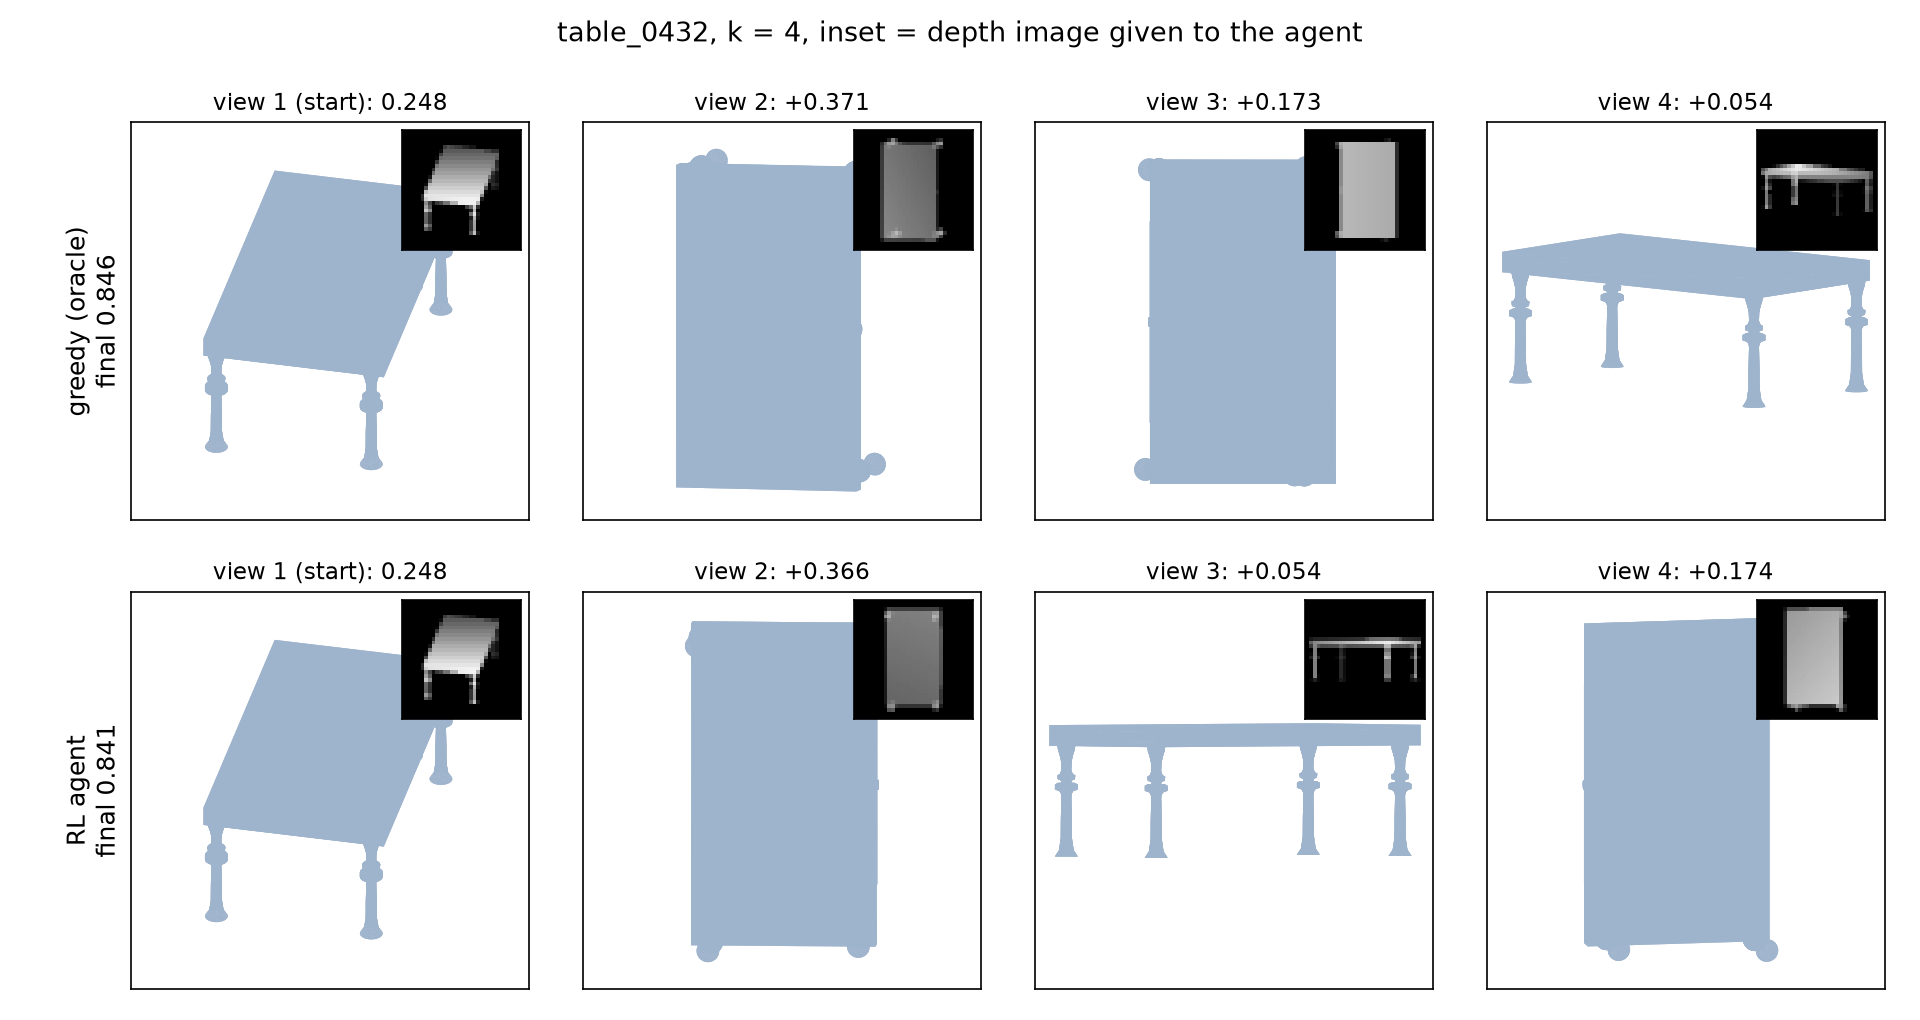 table_0432, k = 4, inset = depth image given to the agent
view 1 (start): 0.248
view 2: +0.371
view 3: +0.173
view 4: +0.054
greedy (oracle)
final 0.846
view 1 (start): 0.248
view 2: +0.366
view 3: +0.054
view 4: +0.174
RL agent
final 0.841